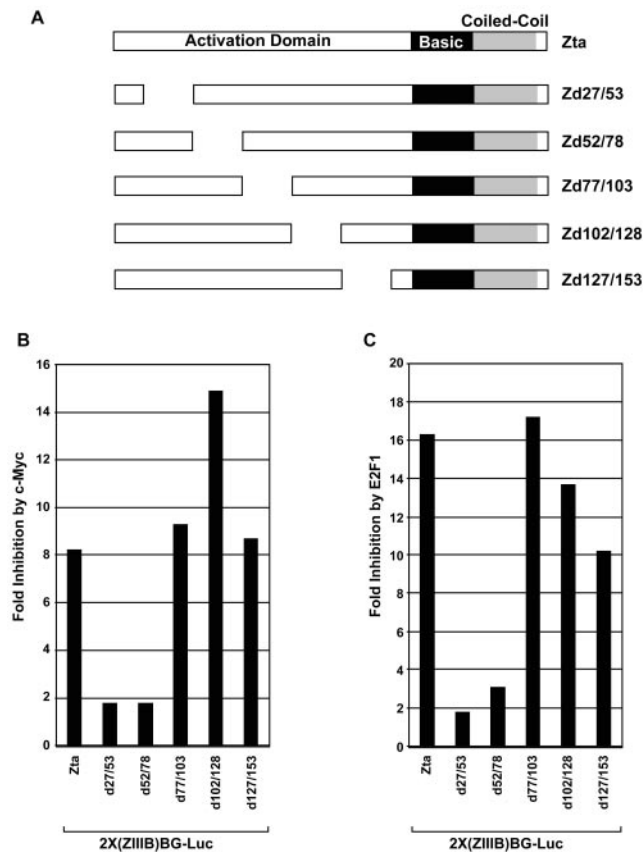 A
Coiled-Coil
Activation Domain
Basic
Zta
Zd27/53
Zd52/78
Zd77/103
Zd102/128
Zd127/153
B
Fold Inhibition by c-Myc
16
14
12
10
8
6
4
2
0
Zta
d27/53
d52/78
d77/103
d102/128
d127/153
2X(ZIIIB)BG-Luc
C
Fold Inhibition by E2F1
20
18
16
14
12
10
8
6
4
2
0
Zta
d27/53
d52/78
d77/103
d102/128
d127/153
2X(ZIIIB)BG-Luc